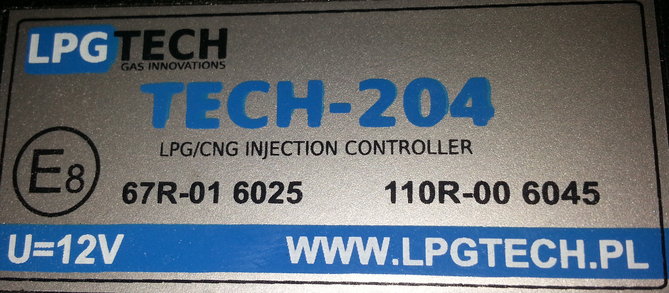 LPGTECH
GAS INNOVATIONS
TECH-204
LPG/CNG INJECTION CONTROLLER
E8
67R-01 6025 110R-00 6045
U=12V WWW.LPGTECH.PL